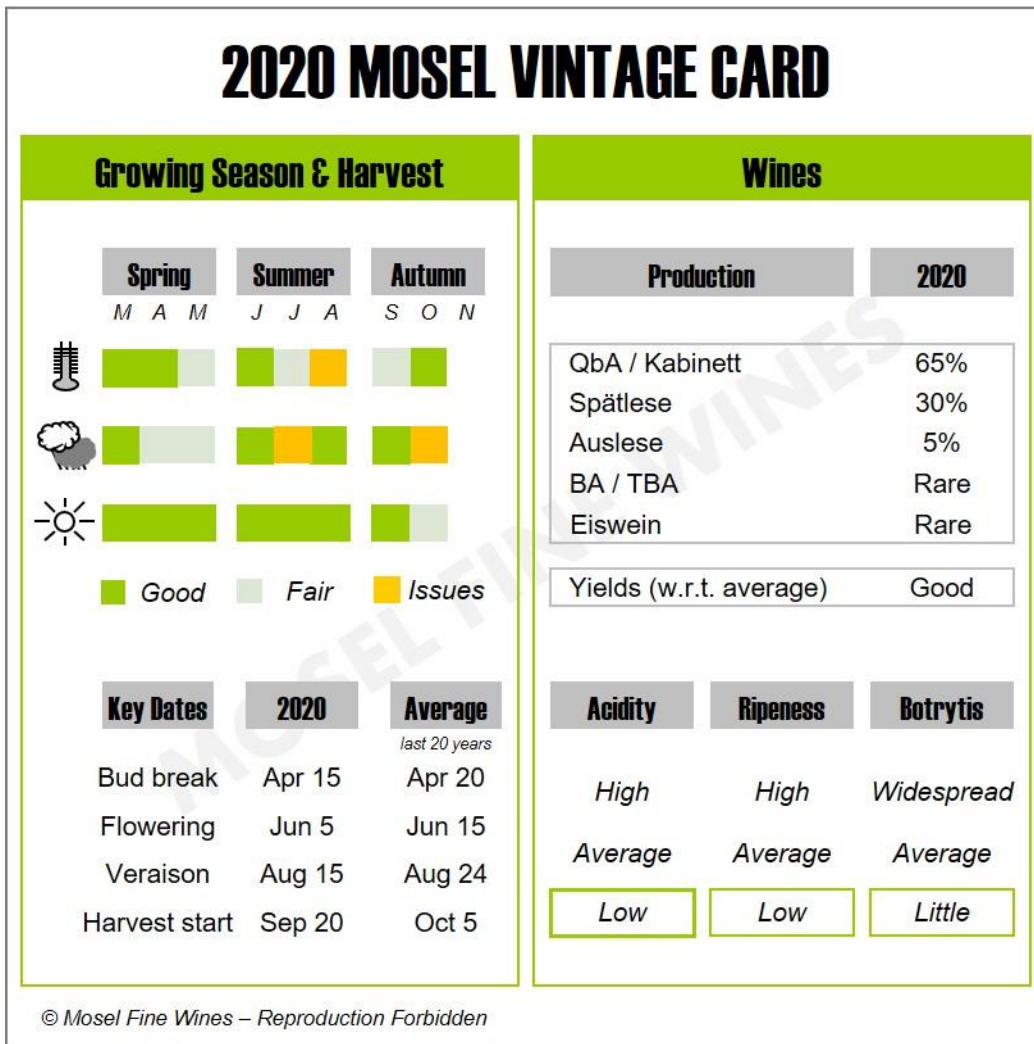 2020 MOSEL VINTAGE CARD
Growing Season & Harvest
Spring Summer Autumn
M A M J J A S O N
Good Fair Issues
Key Dates 2020 Average
last 20 years
Bud break Apr 15 Apr 20
Flowering Jun 5 Jun 15
Veraison Aug 15 Aug 24
Harvest start Sep 20 Oct 5
Wines
Production 2020
QbA / Kabinett 65%
Spätlese 30%
Auslese 5%
BA / TBA Rare
Eiswein Rare
Yields (w.r.t. average) Good
Acidity Ripeness Botrytis
High High Widespread
Average Average Average
Low Low Little
MOSEL FINE WINES
© Mosel Fine Wines – Reproduction Forbidden